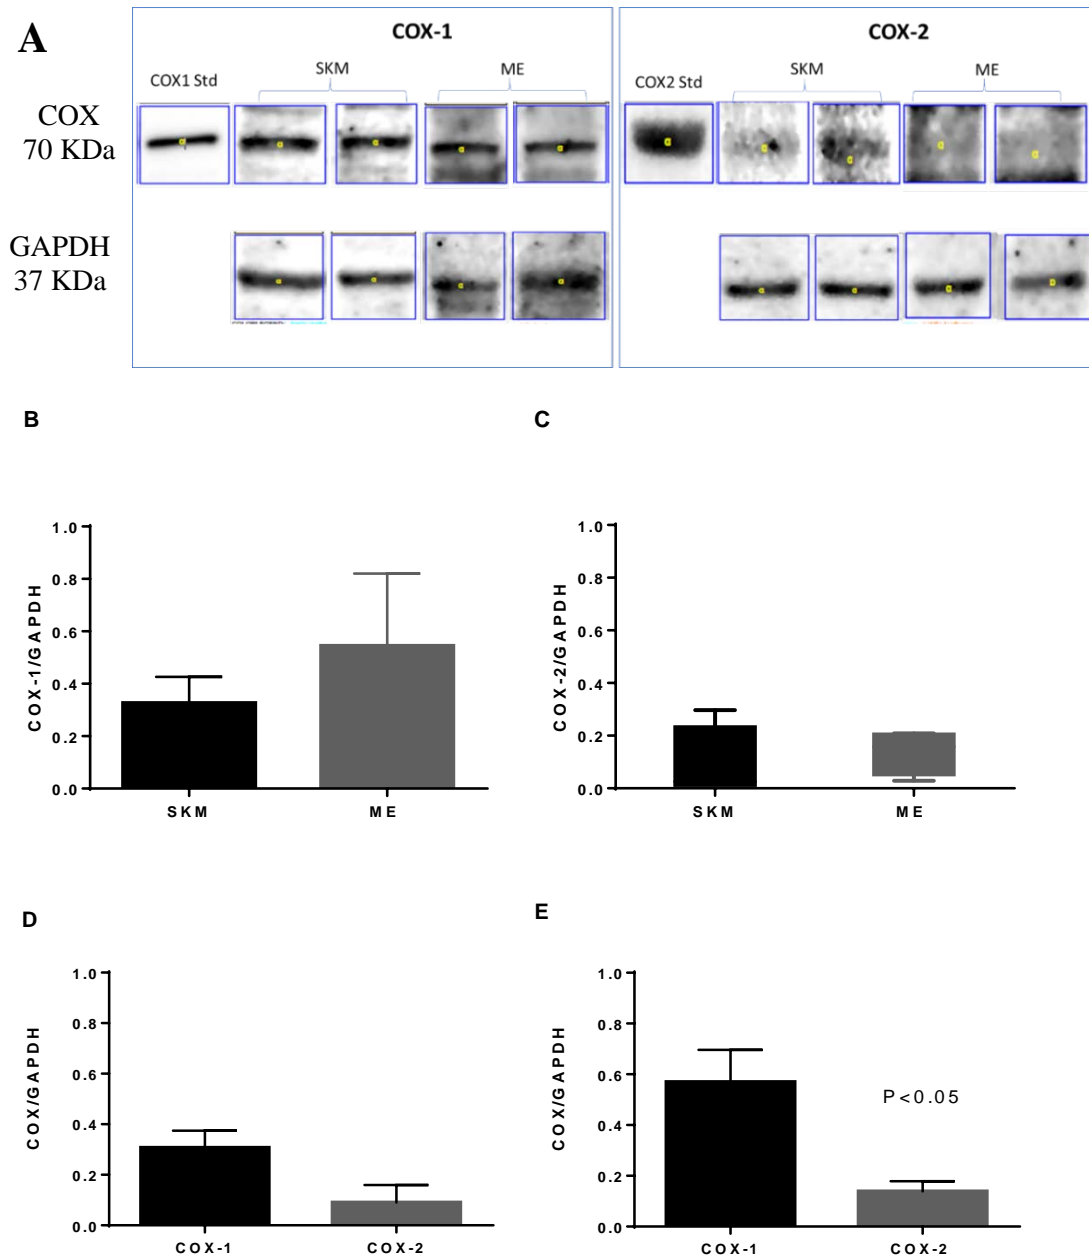 A
COX-1
COX-2
COX1 Std
SKM
ME
COX2 Std
SKM
ME
COX
70 KDa
GAPDH
37 KDa
B
C
COX-1/GAPDH
1.0
0.8
0.6
0.4
0.2
0.0
SKM
ME
COX-2/GAPDH
1.0
0.8
0.6
0.4
0.2
0.0
SKM
ME
D
E
COX/GAPDH
1.0
0.8
0.6
0.4
0.2
0.0
COX-1
COX-2
COX/GAPDH
1.0
0.8
0.6
0.4
0.2
0.0
P<0.05
COX-1
COX-2